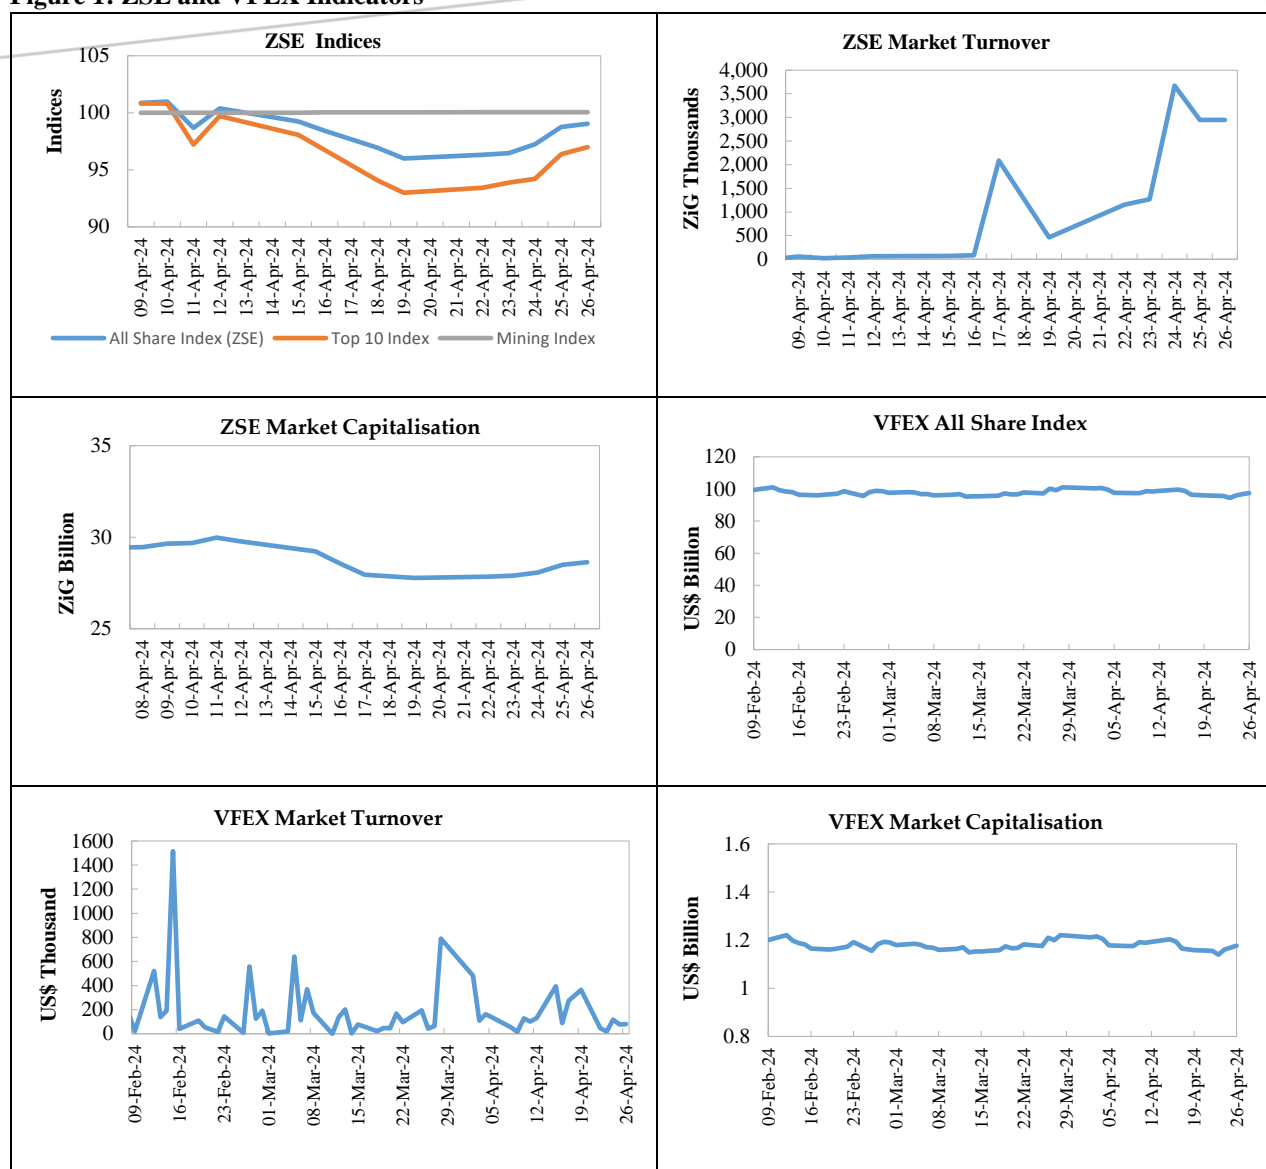 Figure 1: ZSE and VFEX Indicators
ZSE Indices
105
100
95
90
Indices
09-Apr-24
10-Apr-24
11-Apr-24
12-Apr-24
13-Apr-24
14-Apr-24
15-Apr-24
16-Apr-24
17-Apr-24
18-Apr-24
19-Apr-24
20-Apr-24
21-Apr-24
22-Apr-24
23-Apr-24
24-Apr-24
25-Apr-24
26-Apr-24
All Share Index (ZSE)
Top 10 Index
Mining Index
ZSE Market Turnover
4,000
3,500
3,000
2,500
2,000
1,500
1,000
500
0
ZiG Thousands
09-Apr-24
10-Apr-24
11-Apr-24
12-Apr-24
13-Apr-24
14-Apr-24
15-Apr-24
16-Apr-24
17-Apr-24
18-Apr-24
19-Apr-24
20-Apr-24
21-Apr-24
22-Apr-24
23-Apr-24
24-Apr-24
25-Apr-24
26-Apr-24
ZSE Market Capitalisation
35
30
25
ZiG Billion
08-Apr-24
09-Apr-24
10-Apr-24
11-Apr-24
12-Apr-24
13-Apr-24
14-Apr-24
15-Apr-24
16-Apr-24
17-Apr-24
18-Apr-24
19-Apr-24
20-Apr-24
21-Apr-24
22-Apr-24
23-Apr-24
24-Apr-24
25-Apr-24
26-Apr-24
VFEX All Share Index
120
100
80
60
40
20
0
US$ Bililon
09-Feb-24
16-Feb-24
23-Feb-24
01-Mar-24
08-Mar-24
15-Mar-24
22-Mar-24
29-Mar-24
05-Apr-24
12-Apr-24
19-Apr-24
26-Apr-24
VFEX Market Turnover
1600
1400
1200
1000
800
600
400
200
0
US$ Thousand
09-Feb-24
16-Feb-24
23-Feb-24
01-Mar-24
08-Mar-24
15-Mar-24
22-Mar-24
29-Mar-24
05-Apr-24
12-Apr-24
19-Apr-24
26-Apr-24
VFEX Market Capitalisation
1.6
1.4
1.2
1
0.8
US$ Billion
09-Feb-24
16-Feb-24
23-Feb-24
01-Mar-24
08-Mar-24
15-Mar-24
22-Mar-24
29-Mar-24
05-Apr-24
12-Apr-24
19-Apr-24
26-Apr-24